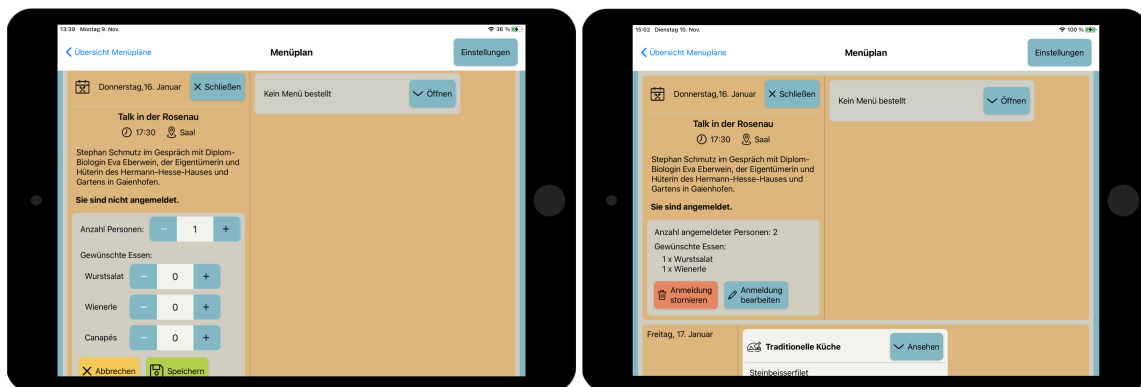 13:39 Montag 9. Nov.
36 %
Übersicht Menüpläne
Menüplan
Einstellungen
Donnerstag,16. Januar
Schließen
Talk in der Rosenau
17:30 Saal
Stephan Schmutz im Gespräch mit Diplom-
Biologin Eva Eberwein, der Eigentümerin und
Hüterin des Hermann-Hesse-Hauses und
Gartens in Gaienhofen.
Sie sind nicht angemeldet.
Anzahl Personen: − 1 +
Gewünschte Essen:
Wurstsalat − 0 +
Wienerle − 0 +
Canapés − 0 +
Abbrechen
Speichern
Kein Menü bestellt
Öffnen
15:02 Dienstag 10. Nov.
100 %
Übersicht Menüpläne
Menüplan
Einstellungen
Donnerstag,16. Januar
Schließen
Talk in der Rosenau
17:30 Saal
Stephan Schmutz im Gespräch mit Diplom-
Biologin Eva Eberwein, der Eigentümerin und
Hüterin des Hermann-Hesse-Hauses und
Gartens in Gaienhofen.
Sie sind angemeldet.
Anzahl angemeldeter Personen: 2
Gewünschte Essen:
1 x Wurstsalat
1 x Wienerle
Anmeldung
stornieren
Anmeldung
bearbeiten
Kein Menü bestellt
Öffnen
Freitag, 17. Januar
Traditionelle Küche
Ansehen
Steinbeisserfilet